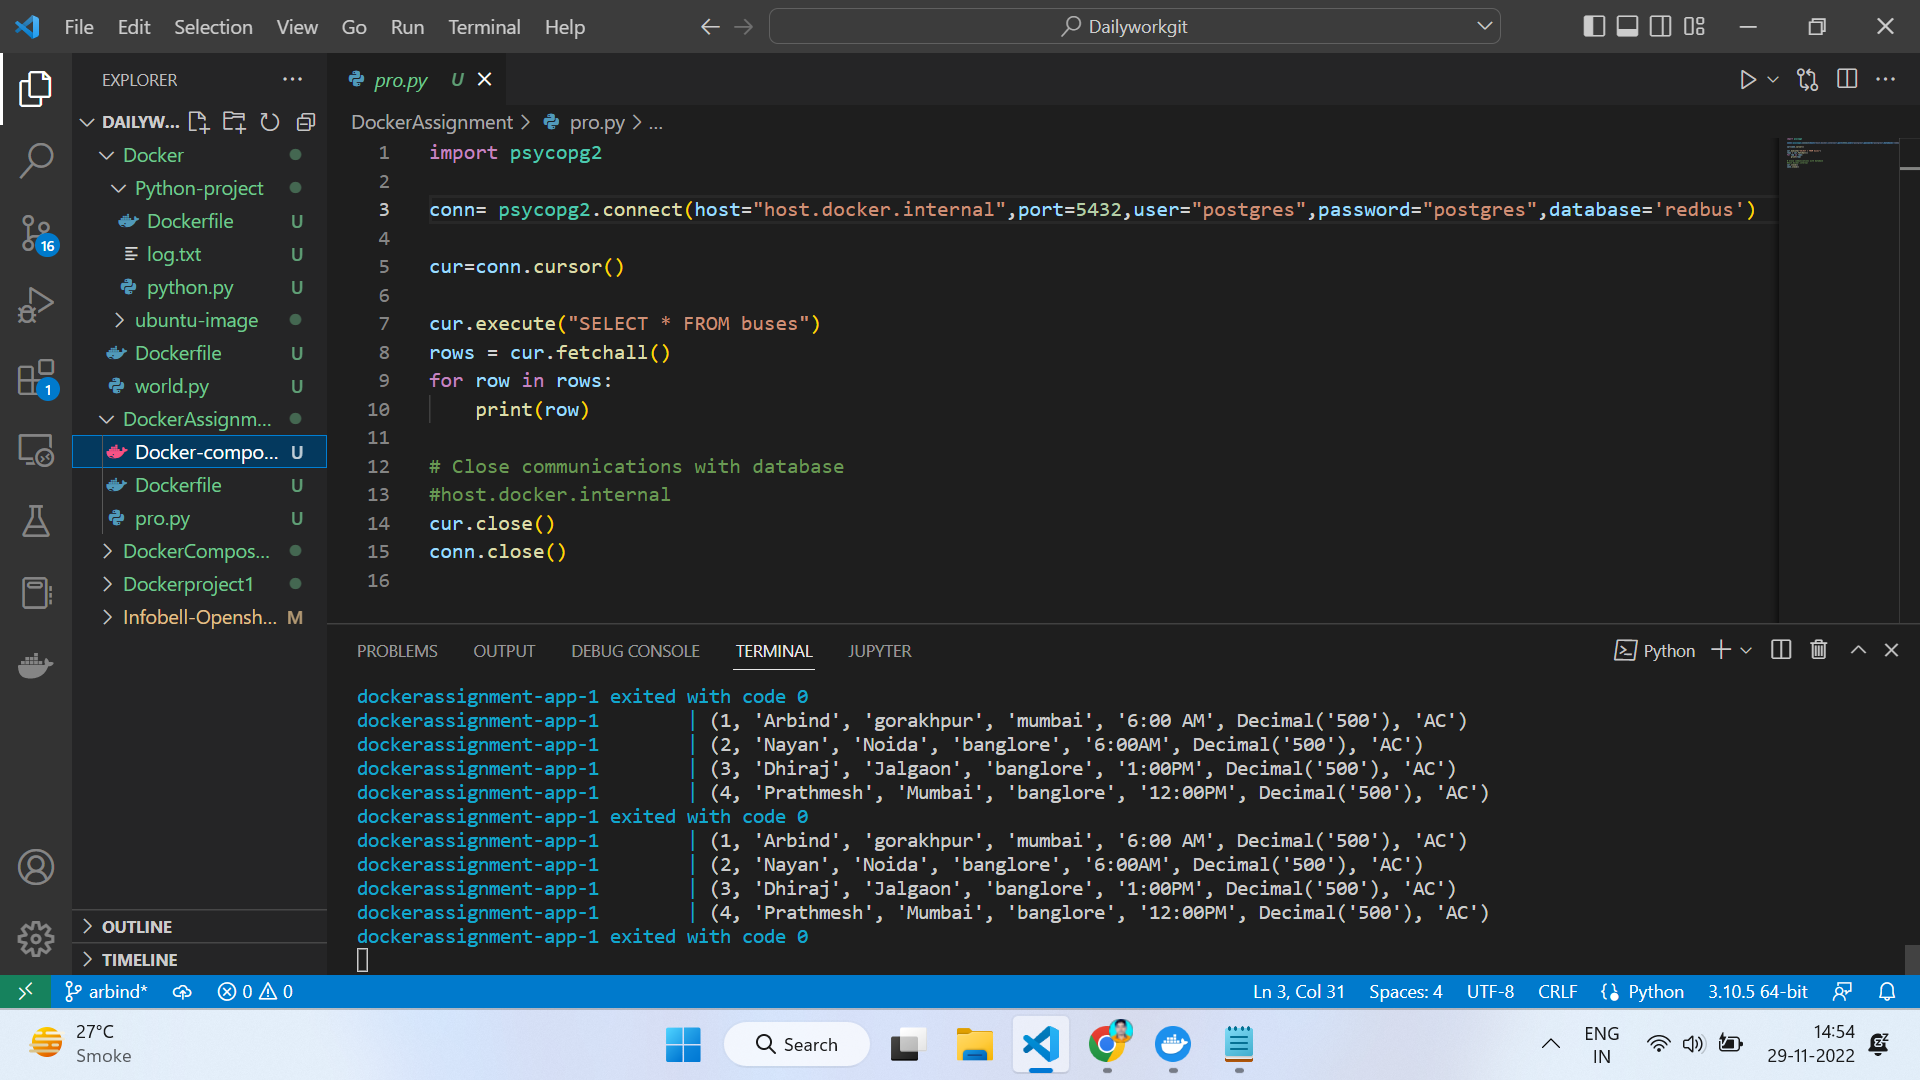 File Edit Selection View Go Run Terminal Help
Dailyworkgit
EXPLORER
pro.py U
DAILYW...
DockerAssignment > pro.py > ...
Docker
Python-project
Dockerfile U
log.txt U
python.py U
ubuntu-image
Dockerfile U
world.py U
DockerAssignm...
Docker-compo... U
Dockerfile U
pro.py U
DockerCompos...
Dockerproject1
Infobell-Opensh... M
OUTLINE
TIMELINE
16
1
1 import psycopg2
2
3 conn= psycopg2.connect(host="host.docker.internal",port=5432,user="postgres",password="postgres",database='redbus')
4
5 cur=conn.cursor()
6
7 cur.execute("SELECT * FROM buses")
8 rows = cur.fetchall()
9 for row in rows:
10 print(row)
11
12 # Close communications with database
13 #host.docker.internal
14 cur.close()
15 conn.close()
16
PROBLEMS OUTPUT DEBUG CONSOLE TERMINAL JUPYTER
Python
dockerassignment-app-1 exited with code 0
dockerassignment-app-1 | (1, 'Arbind', 'gorakhpur', 'mumbai', '6:00 AM', Decimal('500'), 'AC')
dockerassignment-app-1 | (2, 'Nayan', 'Noida', 'banglore', '6:00AM', Decimal('500'), 'AC')
dockerassignment-app-1 | (3, 'Dhiraj', 'Jalgaon', 'banglore', '1:00PM', Decimal('500'), 'AC')
dockerassignment-app-1 | (4, 'Prathmesh', 'Mumbai', 'banglore', '12:00PM', Decimal('500'), 'AC')
dockerassignment-app-1 exited with code 0
dockerassignment-app-1 | (1, 'Arbind', 'gorakhpur', 'mumbai', '6:00 AM', Decimal('500'), 'AC')
dockerassignment-app-1 | (2, 'Nayan', 'Noida', 'banglore', '6:00AM', Decimal('500'), 'AC')
dockerassignment-app-1 | (3, 'Dhiraj', 'Jalgaon', 'banglore', '1:00PM', Decimal('500'), 'AC')
dockerassignment-app-1 | (4, 'Prathmesh', 'Mumbai', 'banglore', '12:00PM', Decimal('500'), 'AC')
dockerassignment-app-1 exited with code 0
arbind* 0 0 Ln 3, Col 31 Spaces: 4 UTF-8 CRLF Python 3.10.5 64-bit
27°C
Smoke
Search
ENG
IN
14:54
29-11-2022